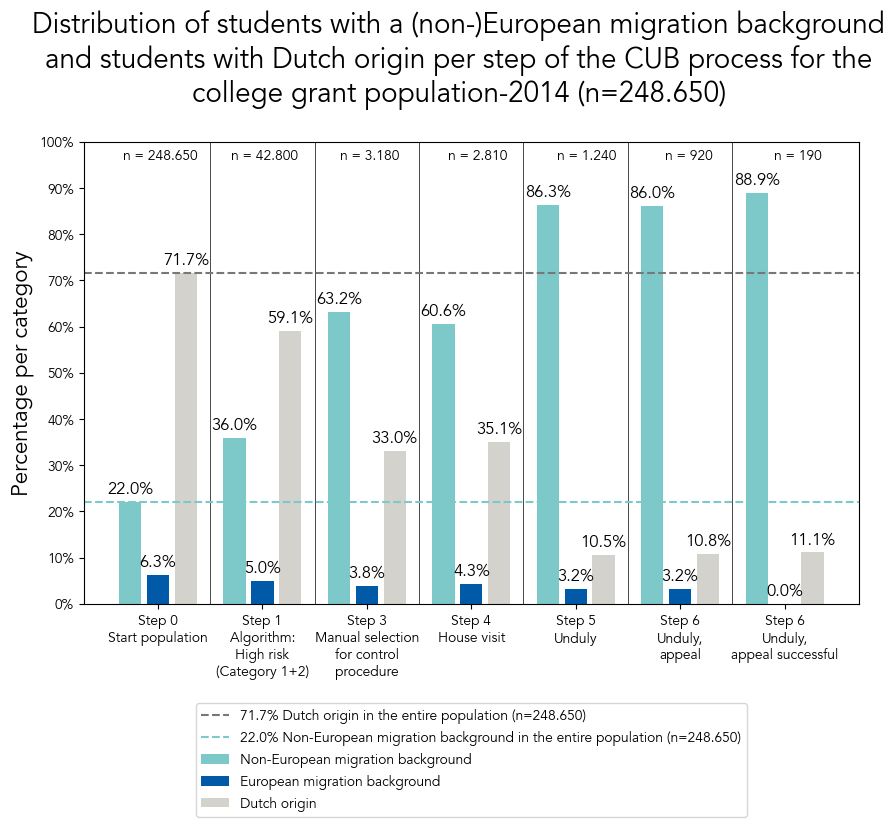 Distribution of students with a (non-)European migration background
and students with Dutch origin per step of the CUB process for the
college grant population-2014 (n=248.650)
Percentage per category
100%
90%
80%
70%
60%
50%
40%
30%
20%
10%
0%
n = 248.650
n = 42.800
n = 3.180
n = 2.810
n = 1.240
n = 920
n = 190
22.0%
6.3%
71.7%
36.0%
5.0%
59.1%
63.2%
3.8%
33.0%
60.6%
4.3%
35.1%
86.3%
3.2%
10.5%
86.0%
3.2%
10.8%
88.9%
0.0%
11.1%
Step 0
Start population
Step 1
Algorithm:
High risk
(Category 1+2)
Step 3
Manual selection
for control
procedure
Step 4
House visit
Step 5
Unduly
Step 6
Unduly,
appeal
Step 6
Unduly,
appeal successful
71.7% Dutch origin in the entire population (n=248.650)
22.0% Non-European migration background in the entire population (n=248.650)
Non-European migration background
European migration background
Dutch origin